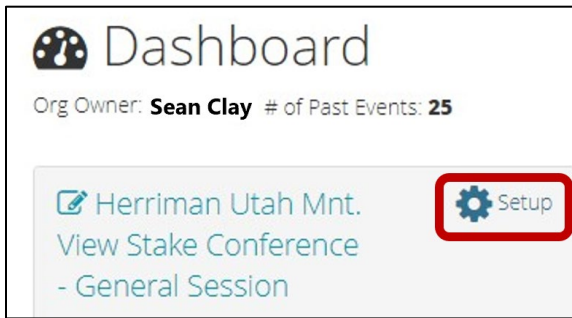 Dashboard
Org Owner: Sean Clay # of Past Events: 25
Herriman Utah Mnt. Setup
View Stake Conference
- General Session